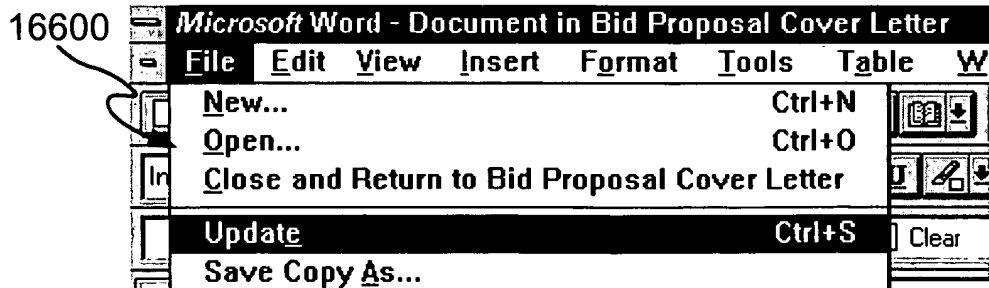 16600
Microsoft Word - Document in Bid Proposal Cover Letter
File Edit View Insert Format Tools Table W
New... Ctrl+N
Open... Ctrl+O
In
Close and Return to Bid Proposal Cover Letter U
Update Ctrl+S Clear
Save Copy As...